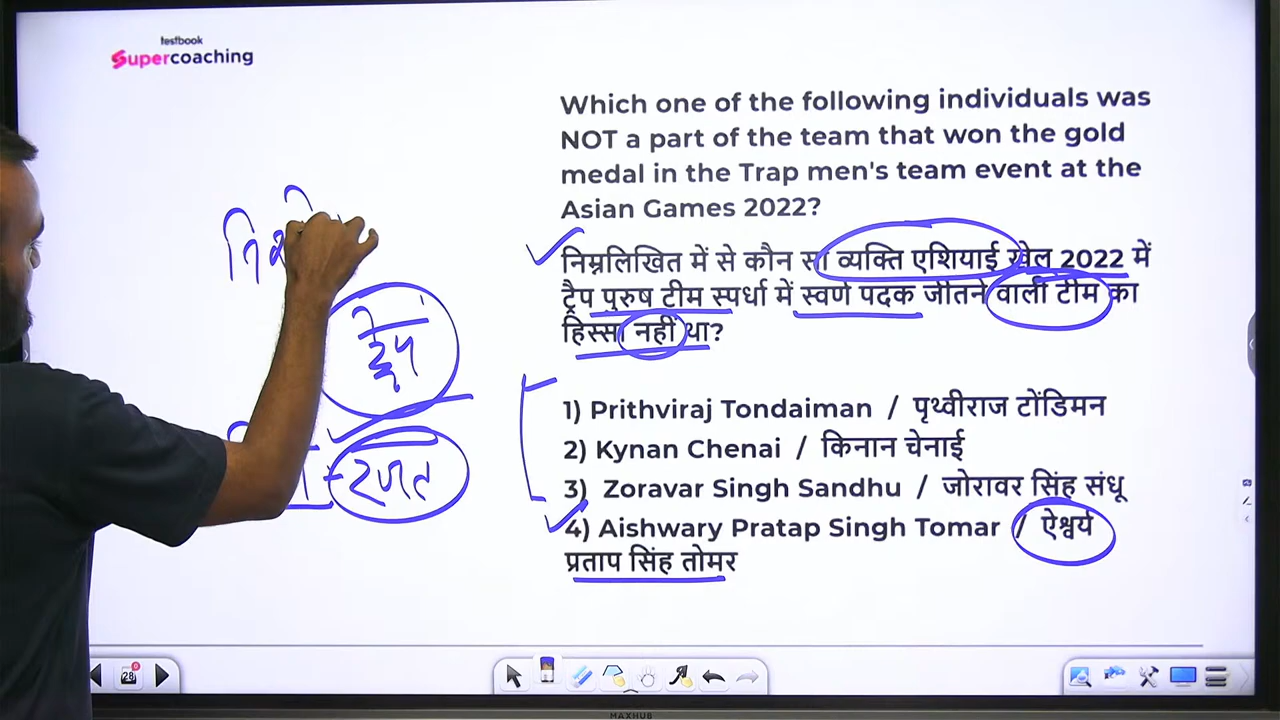 testbook
Supercoaching
Which one of the following individuals was
NOT a part of the team that won the gold
medal in the Trap men's team event at the
Asian Games 2022?
निम्नलिखित में से कौन सा व्यक्ति एशियाई खेल 2022 में
ट्रैप पुरुष टीम स्पर्धा में स्वर्ण पदक जीतने वाली टीम का
हिस्सा नहीं था?
1) Prithviraj Tondaiman / पृथ्वीराज टोंडिमन
2) Kynan Chenai / किनान चेनाई
3) Zoravar Singh Sandhu / जोरावर सिंह संधू
4) Aishwary Pratap Singh Tomar / ऐश्वर्य
प्रताप सिंह तोमर
ट्रैप
रजत
28
MAXHUB